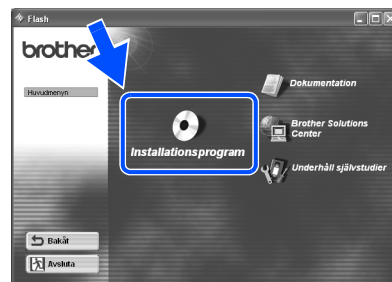 Flash
brother
Huvudmenyn
Dokumentation
Brother Solutions
Center
Installationsprogram
Underhåll självstudier
Bakåt
Avsluta